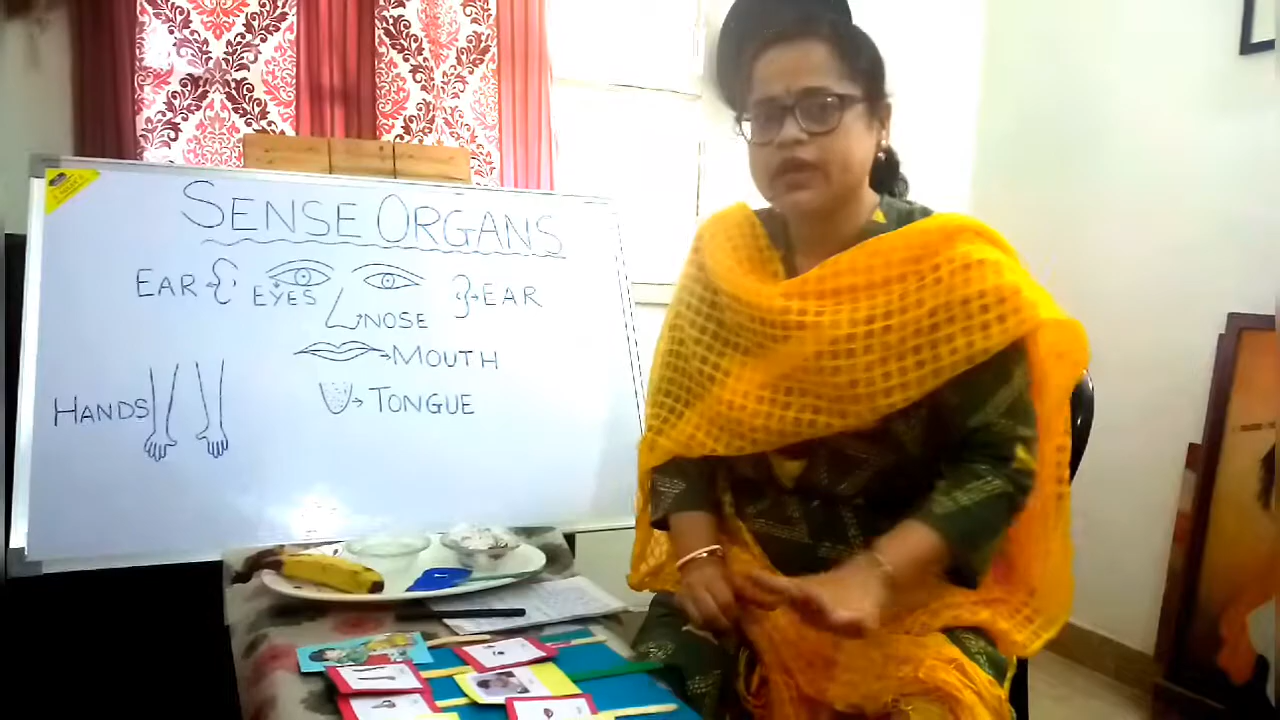 SENSE ORGANS
EAR EYES EAR
NOSE
MOUTH
HANDS TONGUE